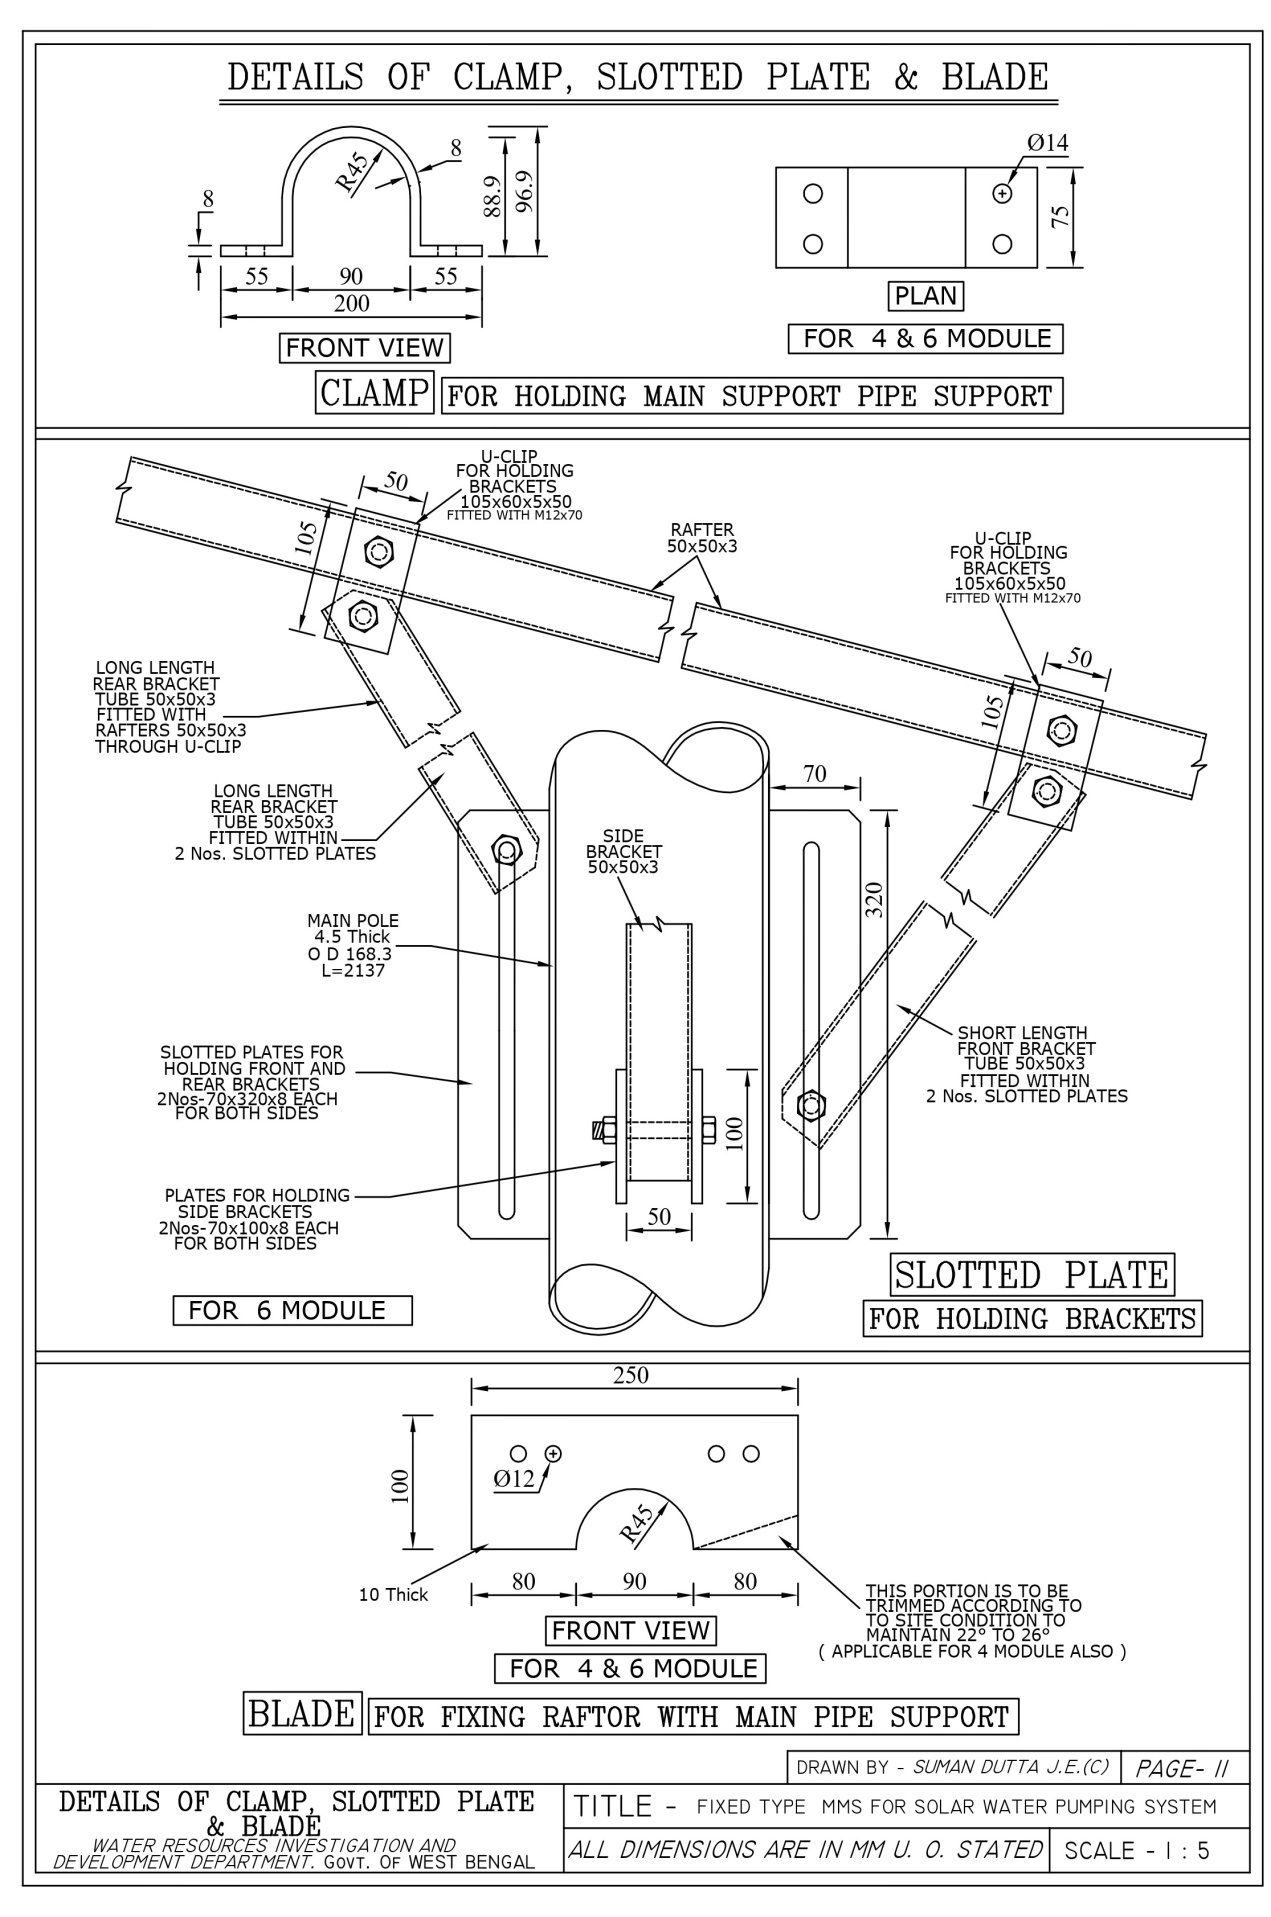 DETAILS OF CLAMP, SLOTTED PLATE & BLADE
8
R45
8
88.9
96.9
55
90
55
200
FRONT VIEW
Ø14
75
PLAN
FOR 4 & 6 MODULE
CLAMP
FOR HOLDING MAIN SUPPORT PIPE SUPPORT
50
105
U-CLIP
FOR HOLDING
BRACKETS
105x60x5x50
FITTED WITH M12x70
RAFTER
50x50x3
U-CLIP
FOR HOLDING
BRACKETS
105x60x5x50
FITTED WITH M12x70
50
105
LONG LENGTH
REAR BRACKET
TUBE 50x50x3
FITTED WITH
RAFTERS 50x50x3
THROUGH U-CLIP
LONG LENGTH
REAR BRACKET
TUBE 50x50x3
FITTED WITHIN
2 Nos. SLOTTED PLATES
70
SIDE
BRACKET
50x50x3
320
MAIN POLE
4.5 Thick
O D 168.3
L=2137
SLOTTED PLATES FOR
HOLDING FRONT AND
REAR BRACKETS
2Nos-70x320x8 EACH
FOR BOTH SIDES
SHORT LENGTH
FRONT BRACKET
TUBE 50x50x3
FITTED WITHIN
2 Nos. SLOTTED PLATES
100
PLATES FOR HOLDING
SIDE BRACKETS
2Nos-70x100x8 EACH
FOR BOTH SIDES
50
FOR 6 MODULE
SLOTTED PLATE
FOR HOLDING BRACKETS
250
100
Ø12
R45
10 Thick
80
90
80
THIS PORTION IS TO BE
TRIMMED ACCORDING TO
TO SITE CONDITION TO
MAINTAIN 22° TO 26°
( APPLICABLE FOR 4 MODULE ALSO )
FRONT VIEW
FOR 4 & 6 MODULE
BLADE
FOR FIXING RAFTOR WITH MAIN PIPE SUPPORT
DRAWN BY - SUMAN DUTTA J.E.(C)
PAGE- 11
DETAILS OF CLAMP, SLOTTED PLATE
& BLADE
WATER RESOURCES INVESTIGATION AND
DEVELOPMENT DEPARTMENT. GOVT. OF WEST BENGAL
TITLE - FIXED TYPE MMS FOR SOLAR WATER PUMPING SYSTEM
ALL DIMENSIONS ARE IN MM U. O. STATED
SCALE - 1 : 5